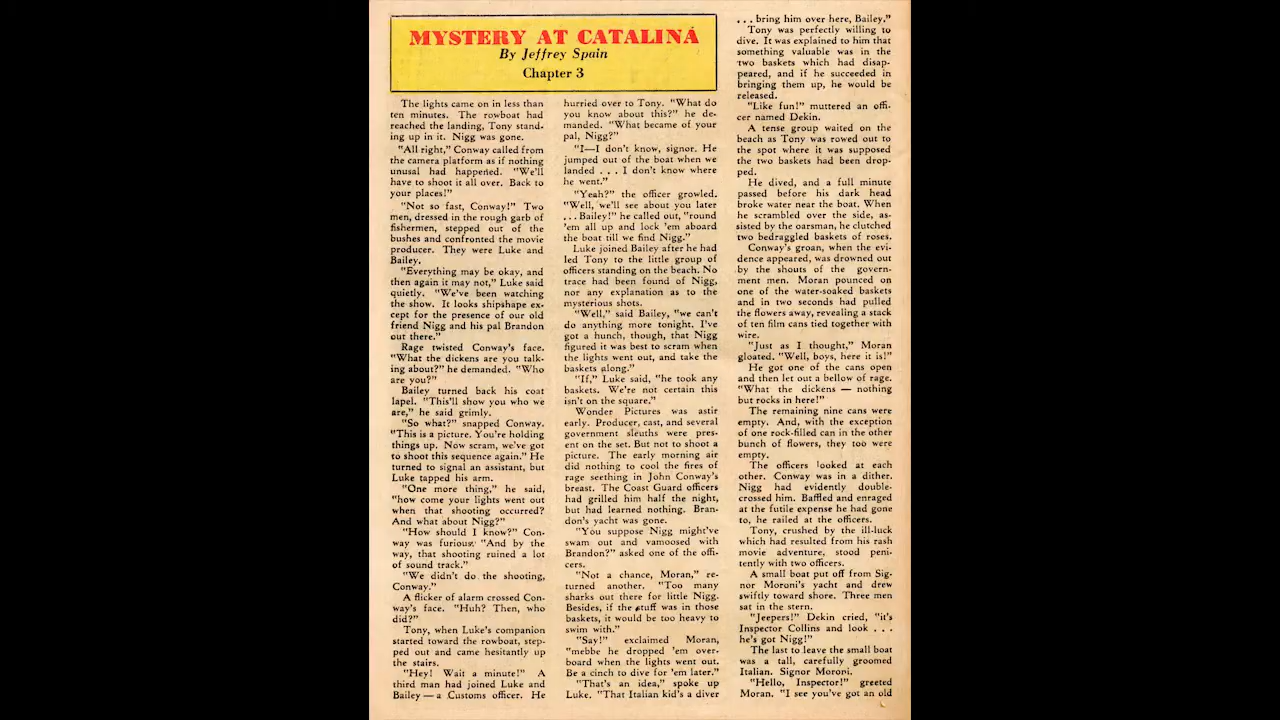 MYSTERY AT CATALINA
By Jeffrey Spain
Chapter 3
The lights came on in less than
ten minutes. The rowboat had
reached the landing, Tony stand-
ing up in it. Nigg was gone.
"All right," Conway called from
the camera platform as if nothing
unusual had happened. "We'll
have to shoot it all over. Back to
your places!"
"Not so fast, Conway!" Two
men, dressed in the rough garb of
fishermen, stepped out of the
bushes and confronted the movie
producer. They were Luke and
Bailey.
"Everything may be okay, and
then again it may not," Luke said
quietly. "We've been watching
the show. It looks shipshape ex-
cept for the presence of our old
friend Nigg and his pal Brandon
out there."
Rage twisted Conway's face.
"What the dickens are you talk-
ing about?" he demanded. "Who
are you?"
Bailey turned back his coat
lapel. "This'll show you who we
are," he said grimly.
"So what?" snapped Conway.
"This is a picture. You're holding
things up. Now scram, we've got
to shoot this sequence again." He
turned to signal an assistant, but
Luke tapped his arm.
"One more thing," he said,
"how come your lights went out
when that shooting occurred?
And what about Nigg?"
"How should I know?" Con-
way was furious. "And by the
way, that shooting ruined a lot
of sound track."
"We didn't do the shooting,
Conway."
A flicker of alarm crossed Con-
way's face. "Huh? Then, who
did?"
Tony, when Luke's companion
started toward the rowboat, step-
ped out and came hesitantly up
the stairs.
"Hey! Wait a minute!" A
third man had joined Luke and
Bailey — a Customs officer. He
hurried over to Tony. "What do
you know about this?" he de-
manded. "What became of your
pal, Nigg?"
"I—I don't know, signor. He
jumped out of the boat when we
landed . . . I don't know where
he went."
"Yeah?" the officer growled.
"Well, we'll see about you later
. . . Bailey!" he called out, "round
'em all up and lock 'em aboard
the boat till we find Nigg."
Luke joined Bailey after he had
led Tony to the little group of
officers standing on the beach. No
trace had been found of Nigg,
nor any explanation as to the
mysterious shots.
"Well," said Bailey, "we can't
do anything more tonight. I've
got a hunch, though, that Nigg
figured it was best to scram when
the lights went out, and take the
baskets along."
"If," Luke said, "he took any
baskets. We're not certain this
isn't on the square."
Wonder Pictures was astir
early. Producer, cast, and several
government sleuths were pres-
ent on the set. But not to shoot a
picture. The early morning air
did nothing to cool the fires of
rage seething in John Conway's
breast. The Coast Guard officers
had grilled him half the night,
but had learned nothing. Bran-
don's yacht was gone.
"You suppose Nigg might've
swam out and vamoosed with
Brandon?" asked one of the offi-
cers.
"Not a chance, Moran," re-
turned another. "Too many
sharks out there for little Nigg.
Besides, if the stuff was in those
baskets, it would be too heavy to
swim with."
"Say!" exclaimed Moran,
"mebbe he dropped 'em over-
board when the lights went out.
Be a cinch to dive for 'em later."
"That's an idea," spoke up
Luke. "That Italian kid's a diver
. . . bring him over here, Bailey."
Tony was perfectly willing to
dive. It was explained to him that
something valuable was in the
two baskets which had disap-
peared, and if he succeeded in
bringing them up, he would be
released.
"Like fun!" muttered an offi-
cer named Dekin.
A tense group waited on the
beach as Tony was rowed out to
the spot where it was supposed
the two baskets had been drop-
ped.
He dived, and a full minute
passed before his dark head
broke water near the boat. When
he scrambled over the side, as-
sisted by the oarsman, he clutched
two bedraggled baskets of roses.
Conway's groan, when the evi-
dence appeared, was drowned out
by the shouts of the govern-
ment men. Moran pounced on
one of the water-soaked baskets
and in two seconds had pulled
the flowers away, revealing a stack
of ten film cans tied together with
wire.
"Just as I thought," Moran
gloated. "Well, boys, here it is!"
He got one of the cans open
and then let out a bellow of rage.
"What the dickens — nothing
but rocks in here!"
The remaining nine cans were
empty. And, with the exception
of one rock-filled can in the other
bunch of flowers, they too were
empty.
The officers looked at each
other. Conway was in a dither.
Nigg had evidently double-
crossed him. Baffled and enraged
at the futile expense he had gone
to, he railed at the officers.
Tony, crushed by the ill-luck
which had resulted from his rash
movie adventure, stood peni-
tently with two officers.
A small boat put off from Sig-
nor Moroni's yacht and drew
swiftly toward shore. Three men
sat in the stern.
"Jeepers!" Dekin cried, "it's
Inspector Collins and look . . .
he's got Nigg!"
The last to leave the small boat
was a tall, carefully groomed
Italian. Signor Moroni.
"Hello, Inspector!" greeted
Moran. "I see you've got an old